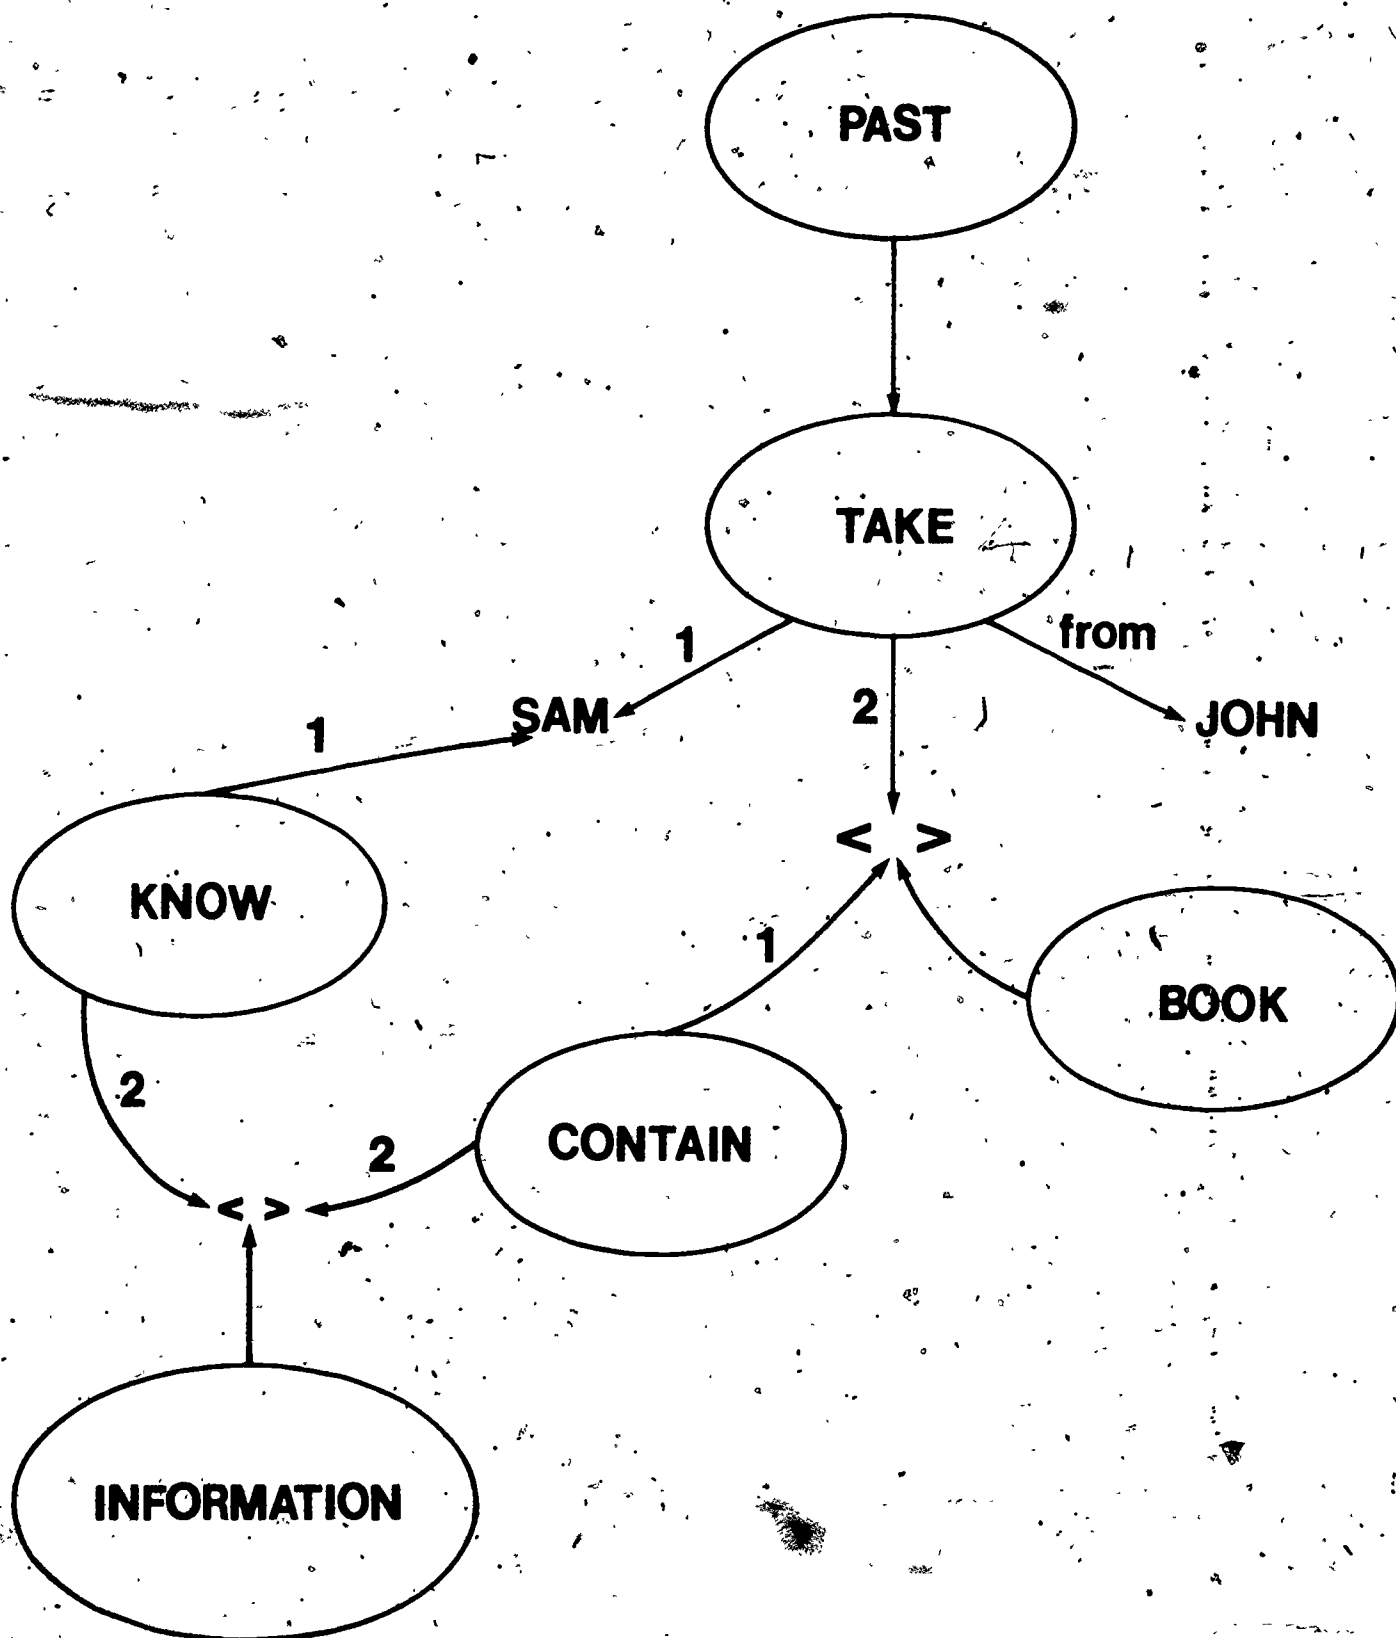 PAST
TAKE
1
from
2
SAM
JOHN
1
< >
KNOW
1
BOOK
2
CONTAIN
2
< >
INFORMATION